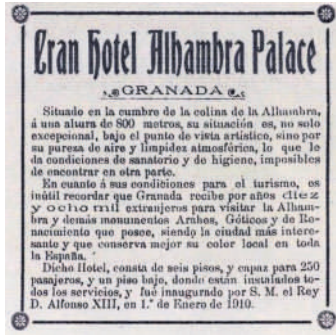 Gran Hotel Alhambra Palace
GRANADA
Situado en la cumbre de la colina de la Alhambra,
á una altura de 800 metros, su situación es, no solo
excepcional, bajo el punto de vista artístico, sino por
su pureza de aire y limpidez atmosférica, lo que le
da condiciones de sanatorio y de higiene, imposibles
de encontrar en otra parte.
En cuanto á sus condiciones para el turismo, es
inútil recordar que Granada recibe por años diez
y ocho mil extranjeros para visitar la Alham-
bra y demás monumentos Arabes, Góticos y de Re-
nacimiento que posee, siendo la ciudad más intere-
sante y que conserva mejor su color local en toda
la España.
Dicho Hotel, consta de seis pisos, y capaz para 250
pasajeros, y un piso bajo, donde están instalados to-
dos los servicios, y fué inaugurado por S. M. el Rey
D. Alfonso XIII, en 1.º de Enero de 1910.